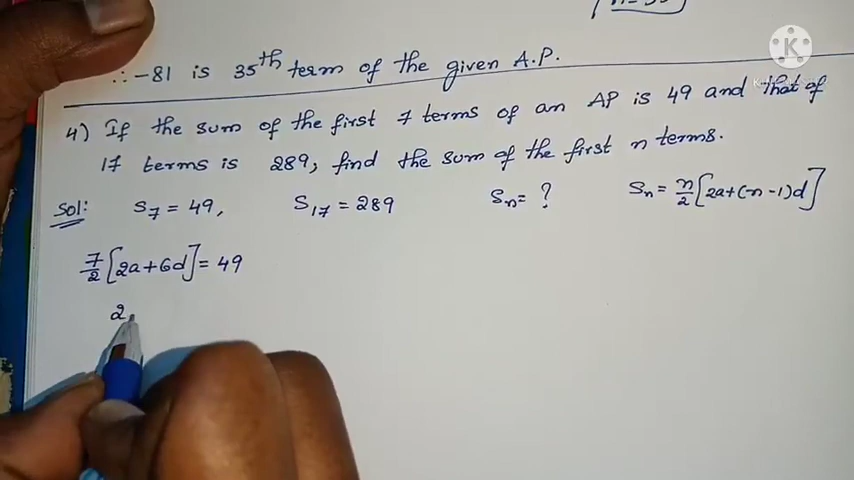 ∴ -81 is 35th term of the given A.P.
4) If the sum of the first 7 terms of an AP is 49 and that of
17 terms is 289, find the sum of the first n terms.
Sol: S7 = 49, S17 = 289 Sn = ? Sn = n/2 [2a+(n-1)d]
7/2 [2a+6d] = 49
2
K